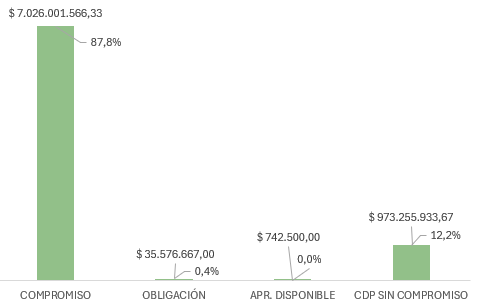 $ 7.026.001.566,33
87,8%
$ 35.576.667,00
0,4%
$ 742.500,00
0,0%
$ 973.255.933,67
12,2%
COMPROMISO
OBLIGACIÓN
APR. DISPONIBLE
CDP SIN COMPROMISO